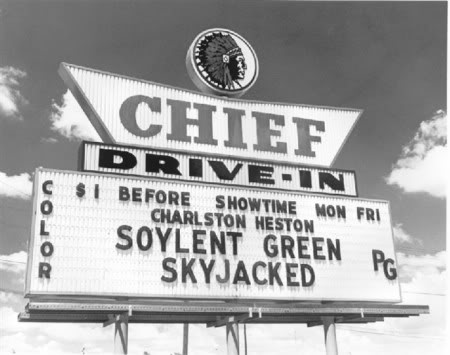 CHIEF
DRIVE-IN
COLOR
$1 BEFORE SHOWTIME MON FRI
CHARLSTON HESTON
SOYLENT GREEN
SKYJACKED
PG